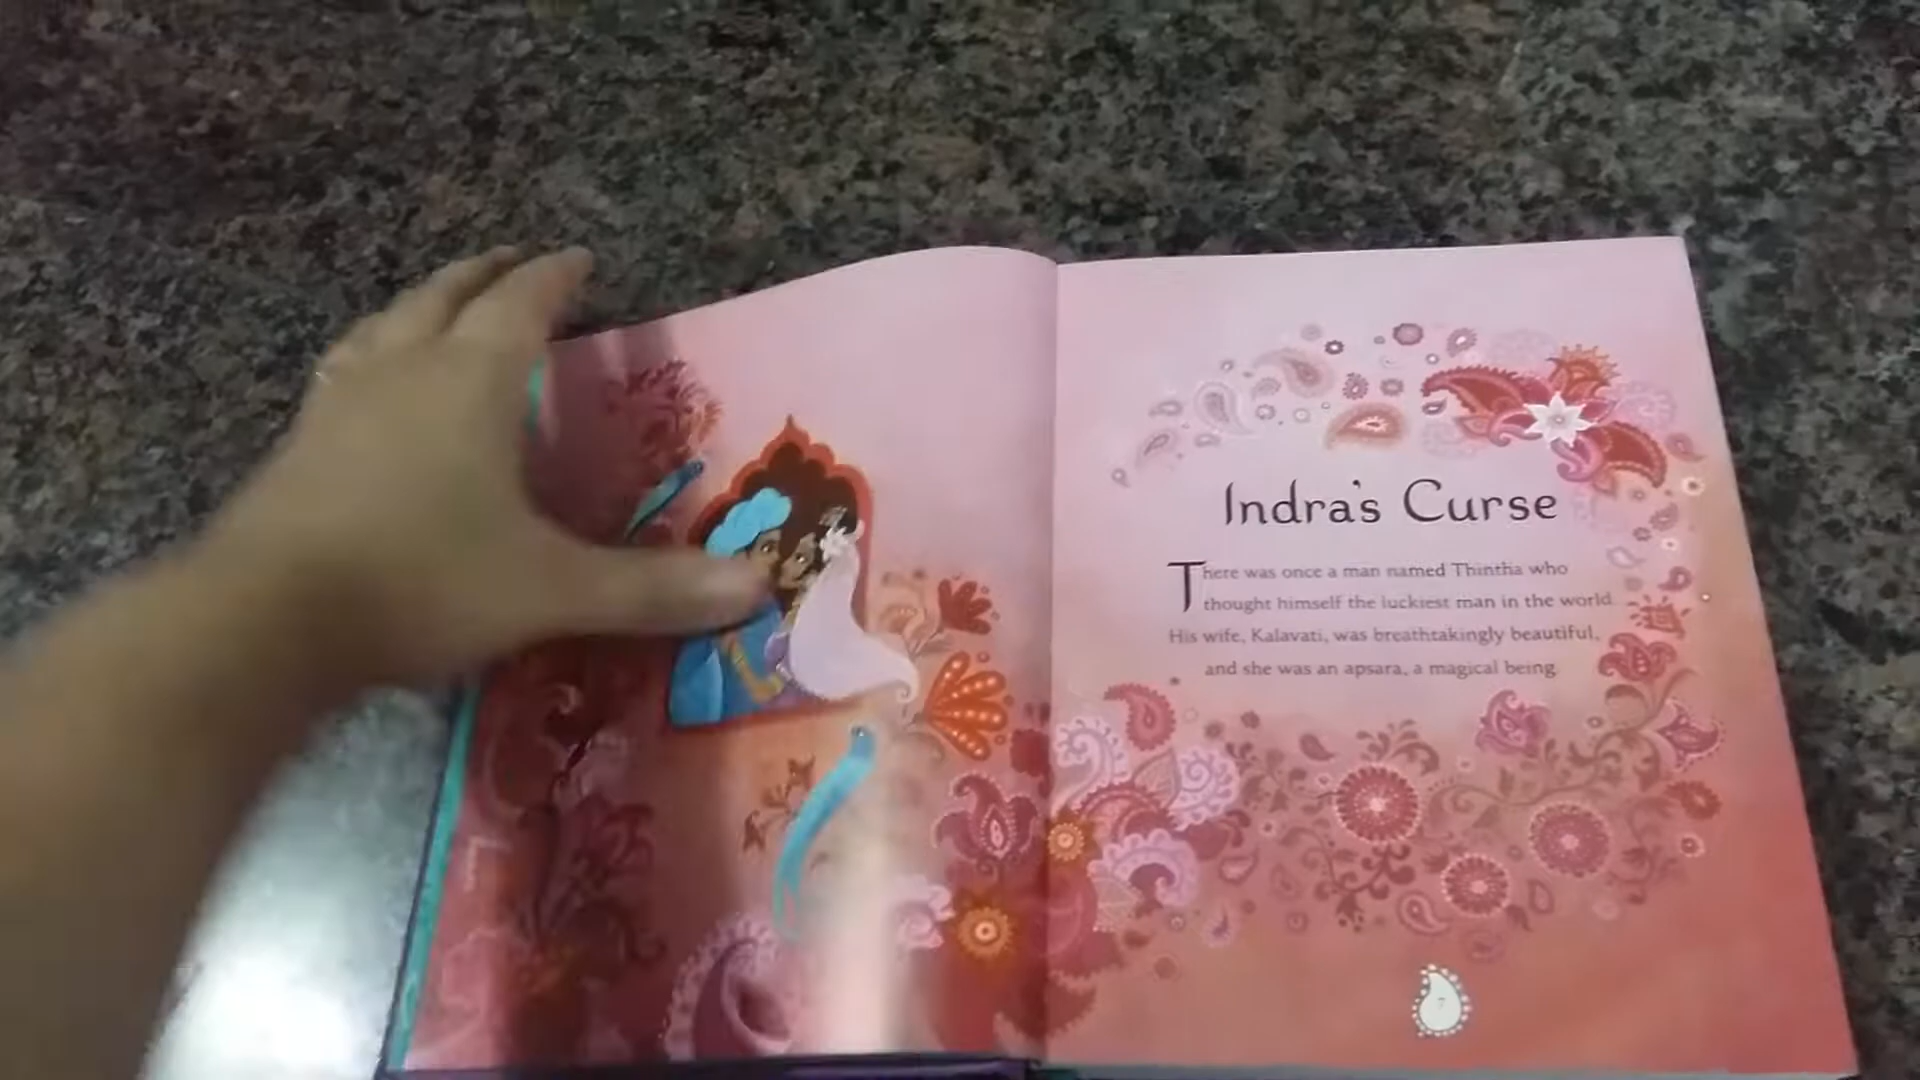 Indra's Curse
There was once a man named Thintha who
thought himself the luckiest man in the world.
His wife, Kalavati, was breathtakingly beautiful,
and she was an apsara, a magical being.
7